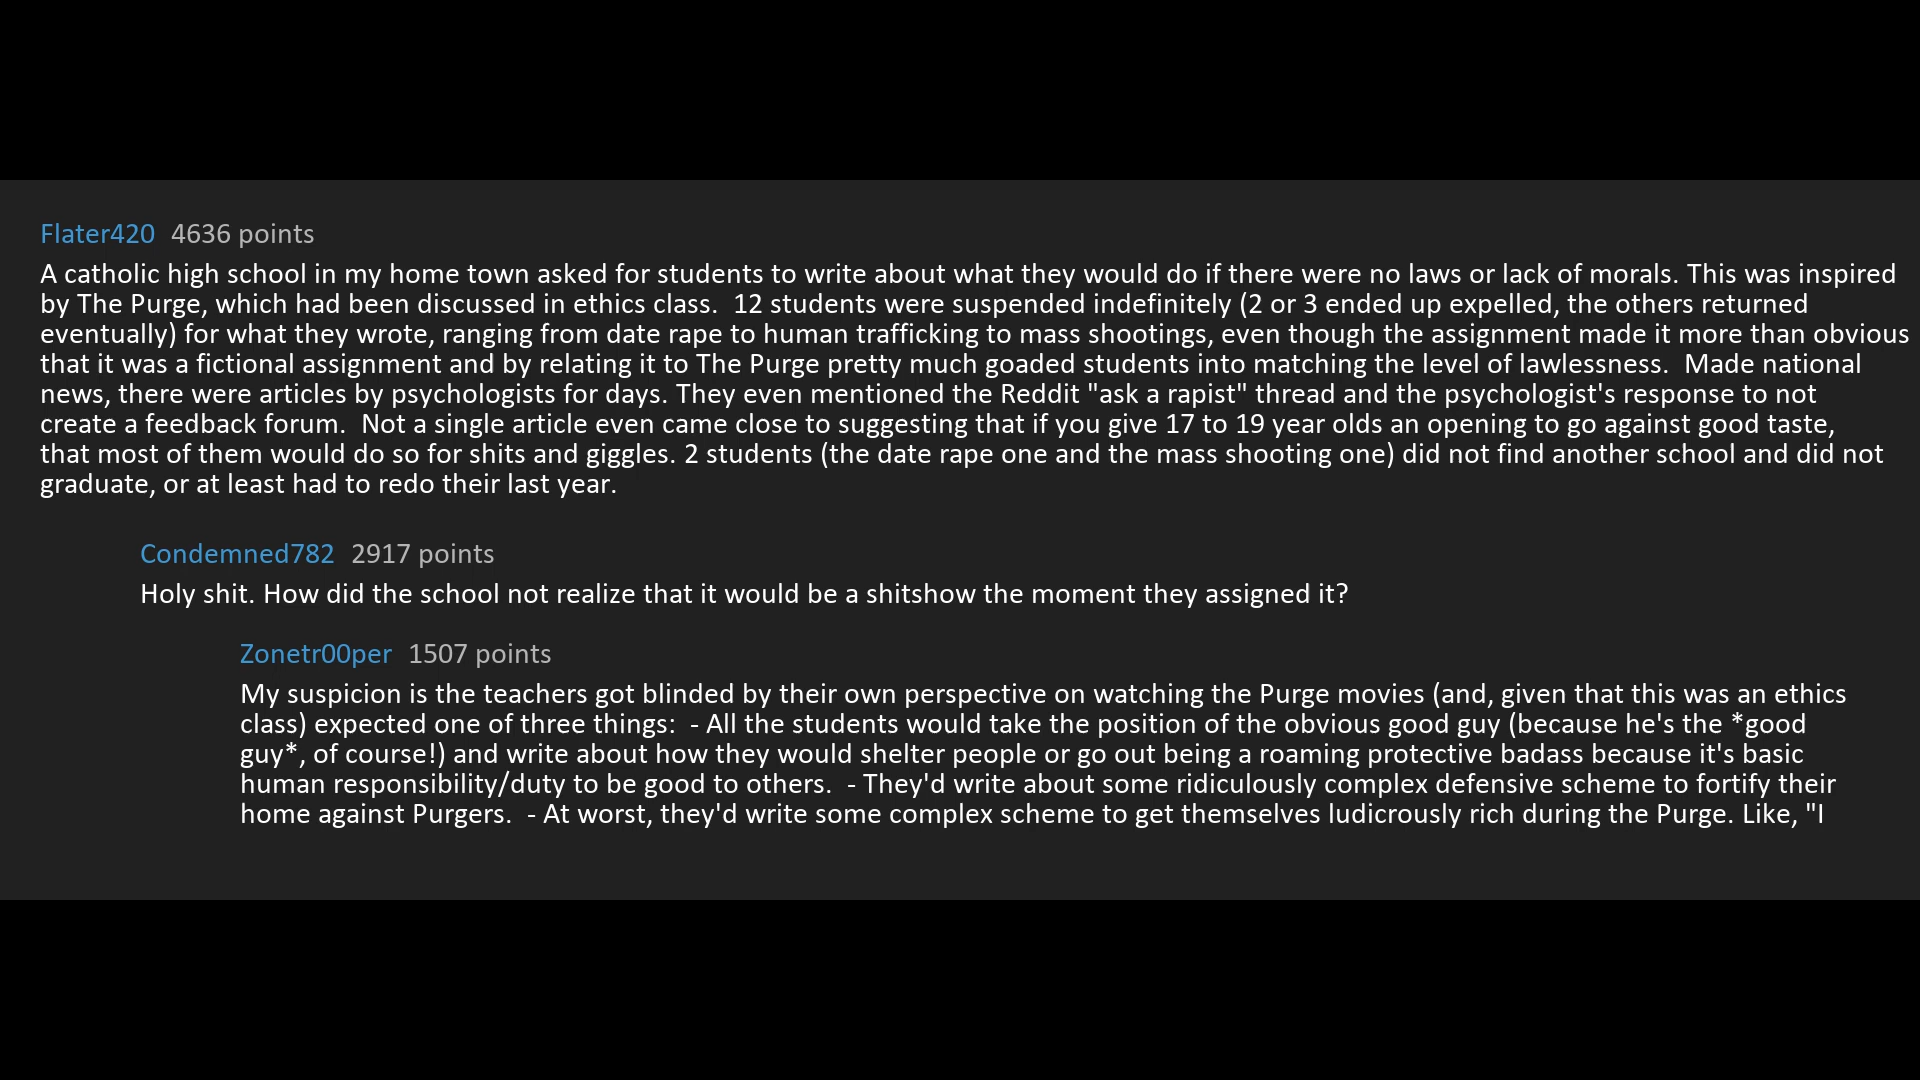 Flater420 4636 points
A catholic high school in my home town asked for students to write about what they would do if there were no laws or lack of morals. This was inspired
by The Purge, which had been discussed in ethics class.  12 students were suspended indefinitely (2 or 3 ended up expelled, the others returned
eventually) for what they wrote, ranging from date rape to human trafficking to mass shootings, even though the assignment made it more than obvious
that it was a fictional assignment and by relating it to The Purge pretty much goaded students into matching the level of lawlessness.  Made national
news, there were articles by psychologists for days. They even mentioned the Reddit "ask a rapist" thread and the psychologist's response to not
create a feedback forum.  Not a single article even came close to suggesting that if you give 17 to 19 year olds an opening to go against good taste,
that most of them would do so for shits and giggles. 2 students (the date rape one and the mass shooting one) did not find another school and did not
graduate, or at least had to redo their last year.
Condemned782 2917 points
Holy shit. How did the school not realize that it would be a shitshow the moment they assigned it?
Zonetr00per 1507 points
My suspicion is the teachers got blinded by their own perspective on watching the Purge movies (and, given that this was an ethics
class) expected one of three things:  - All the students would take the position of the obvious good guy (because he's the *good
guy*, of course!) and write about how they would shelter people or go out being a roaming protective badass because it's basic
human responsibility/duty to be good to others.  - They'd write about some ridiculously complex defensive scheme to fortify their
home against Purgers.  - At worst, they'd write some complex scheme to get themselves ludicrously rich during the Purge. Like, "I